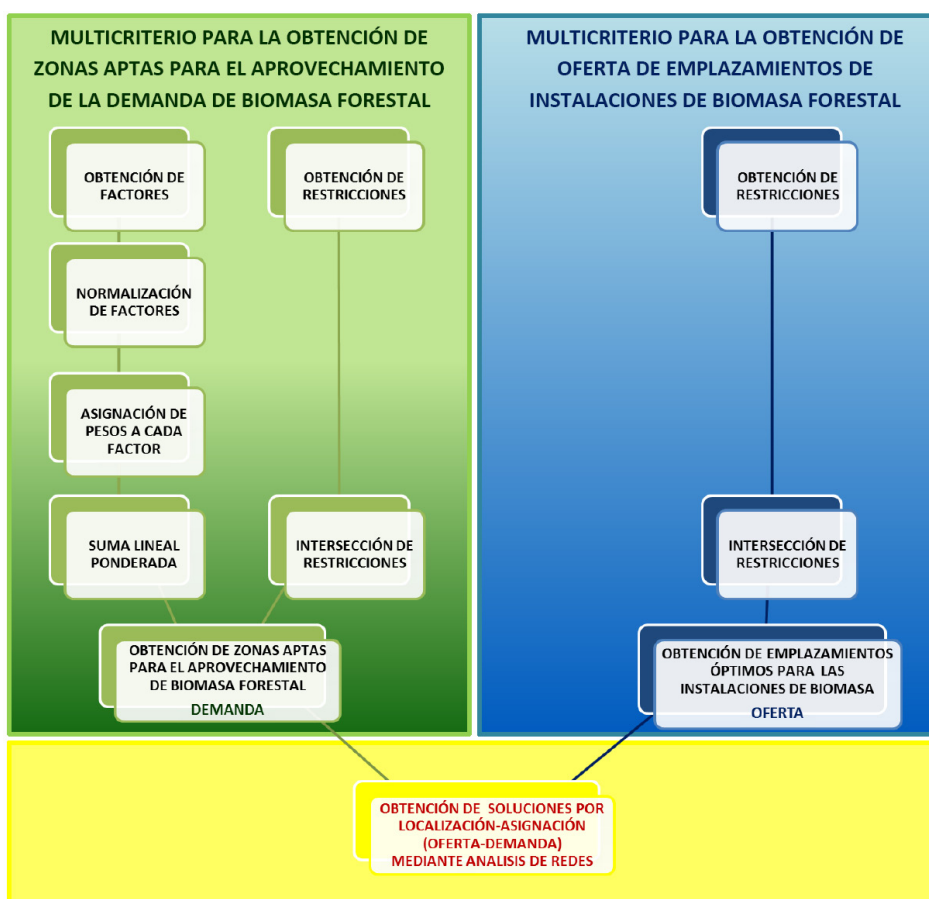 MULTICRITERIO PARA LA OBTENCIÓN DE
ZONAS APTAS PARA EL APROVECHAMIENTO
DE LA DEMANDA DE BIOMASA FORESTAL
OBTENCIÓN DE
FACTORES
OBTENCIÓN DE
RESTRICCIONES
NORMALIZACIÓN
DE FACTORES
ASIGNACIÓN DE
PESOS A CADA
FACTOR
SUMA LINEAL
PONDERADA
INTERSECCIÓN DE
RESTRICCIONES
OBTENCIÓN DE ZONAS APTAS
PARA EL APROVECHAMIENTO
DE BIOMASA FORESTAL
DEMANDA
MULTICRITERIO PARA LA OBTENCIÓN DE
OFERTA DE EMPLAZAMIENTOS DE
INSTALACIONES DE BIOMASA FORESTAL
OBTENCIÓN DE
RESTRICCIONES
INTERSECCIÓN DE
RESTRICCIONES
OBTENCIÓN DE EMPLAZAMIENTOS
ÓPTIMOS PARA LAS
INSTALACIONES DE BIOMASA
OFERTA
OBTENCIÓN DE SOLUCIONES POR
LOCALIZACIÓN-ASIGNACIÓN
(OFERTA-DEMANDA)
MEDIANTE ANALISIS DE REDES